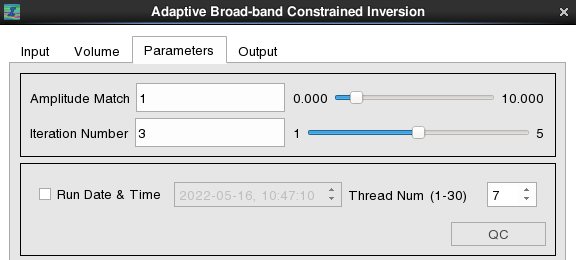 Adaptive Broad-band Constrained Inversion
Input Volume Parameters Output
Amplitude Match 1 0.000 10.000
Iteration Number 3 1 5
Run Date & Time 2022-05-16, 10:47:10 Thread Num (1-30) 7
QC